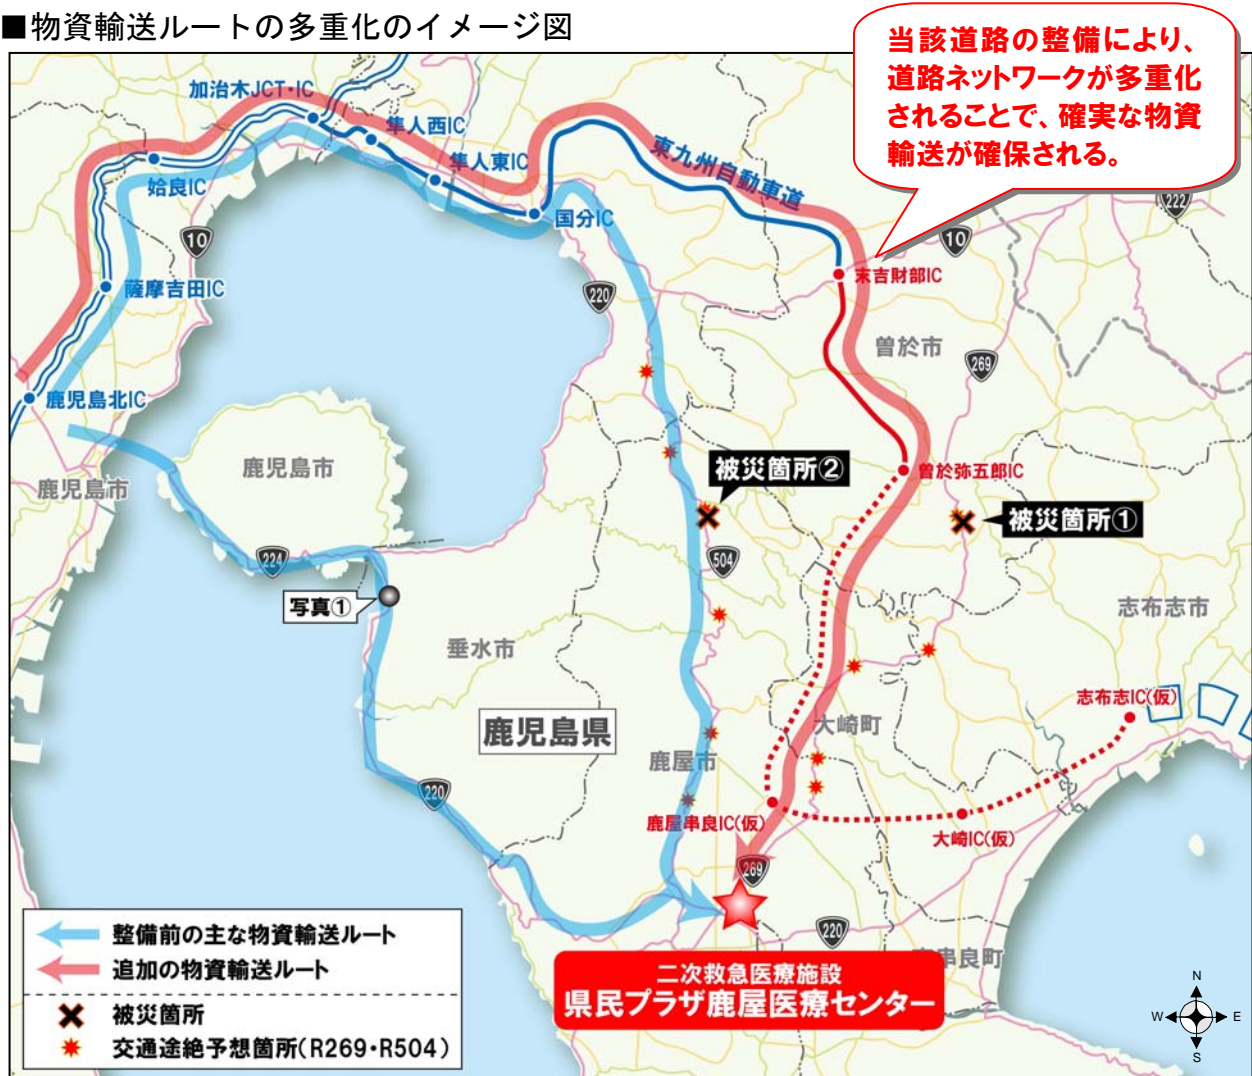 ■物資輸送ルートの多重化のイメージ図
当該道路の整備により、
道路ネットワークが多重化
されることで、確実な物資
輸送が確保される。
加治木JCT・IC
隼人西IC
隼人東IC
東九州自動車道
姶良IC
国分IC
222
10
10
薩摩吉田IC
220
末吉財部IC
曽於市
269
鹿児島北IC
鹿児島市
鹿児島市
被災箇所②
曽於弥五郎IC
被災箇所①
224
504
写真①
志布志市
垂水市
志布志IC(仮)
鹿児島県
大崎町
鹿屋市
220
鹿屋串良IC(仮)
大崎IC(仮)
269
整備前の主な物資輸送ルート
追加の物資輸送ルート
被災箇所
交通途絶予想箇所(R269・R504)
220
串良町
二次救急医療施設
県民プラザ鹿屋医療センター
N
W
E
S